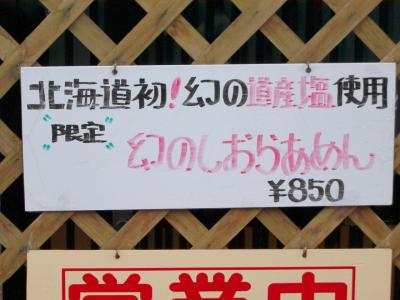 北海道初!幻の道産塩使用
"限定"
幻のしおらあめん
¥850
営業中